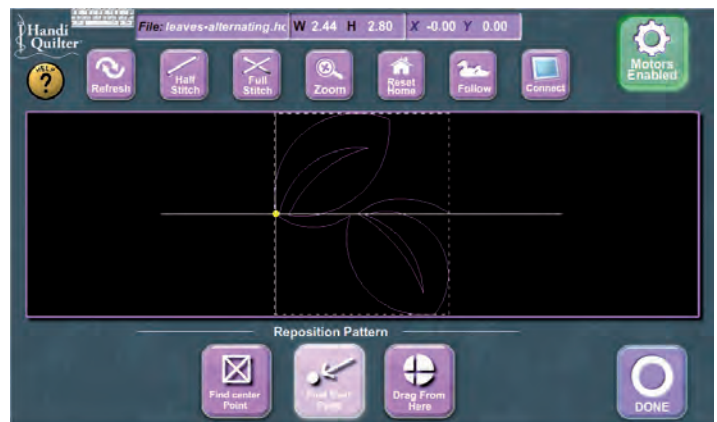 Handi
Quilter
File: leaves-alternating.hc W 2.44 H 2.80 X -0.00 Y 0.00
HELP
?
Refresh
Half
Stitch
Full
Stitch
Zoom
Reset
Home
Follow
Connect
Motors
Enabled
Reposition Pattern
Find center
Point
Point
Drag From
Here
DONE